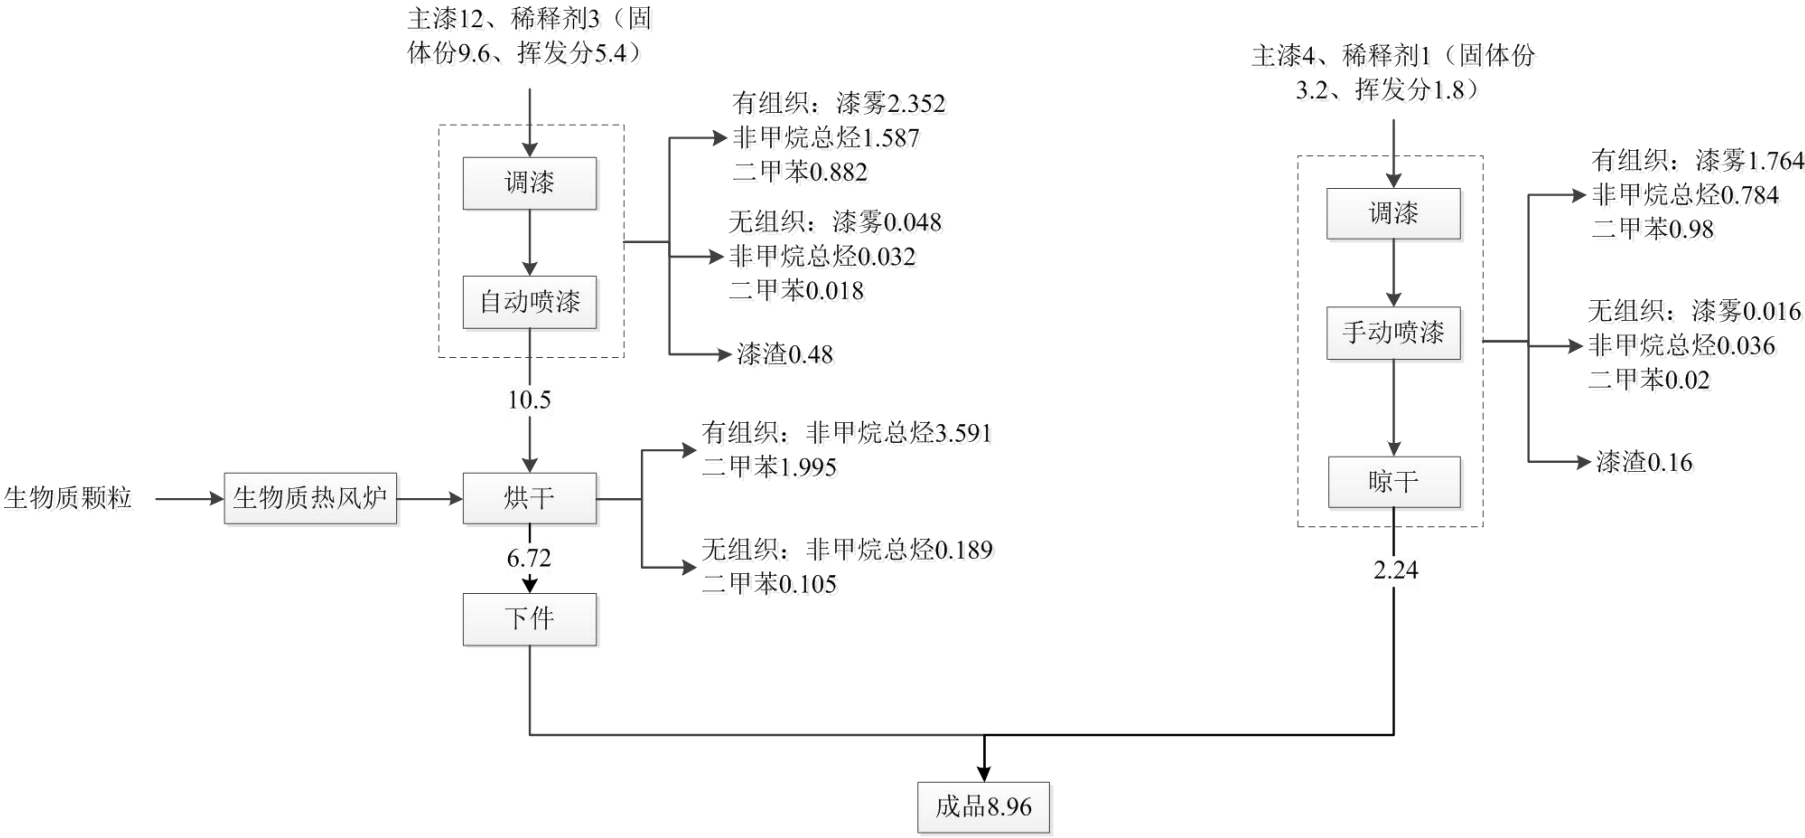 主漆12、稀释剂3（固
体份9.6、挥发分5.4）
调漆
自动喷漆
有组织：漆雾2.352
非甲烷总烃1.587
二甲苯0.882
无组织：漆雾0.048
非甲烷总烃0.032
二甲苯0.018
漆渣0.48
10.5
生物质颗粒
生物质热风炉
烘干
有组织：非甲烷总烃3.591
二甲苯1.995
无组织：非甲烷总烃0.189
二甲苯0.105
6.72
下件
主漆4、稀释剂1（固体份
3.2、挥发分1.8）
调漆
手动喷漆
晾干
有组织：漆雾1.764
非甲烷总烃0.784
二甲苯0.98
无组织：漆雾0.016
非甲烷总烃0.036
二甲苯0.02
漆渣0.16
2.24
成品8.96